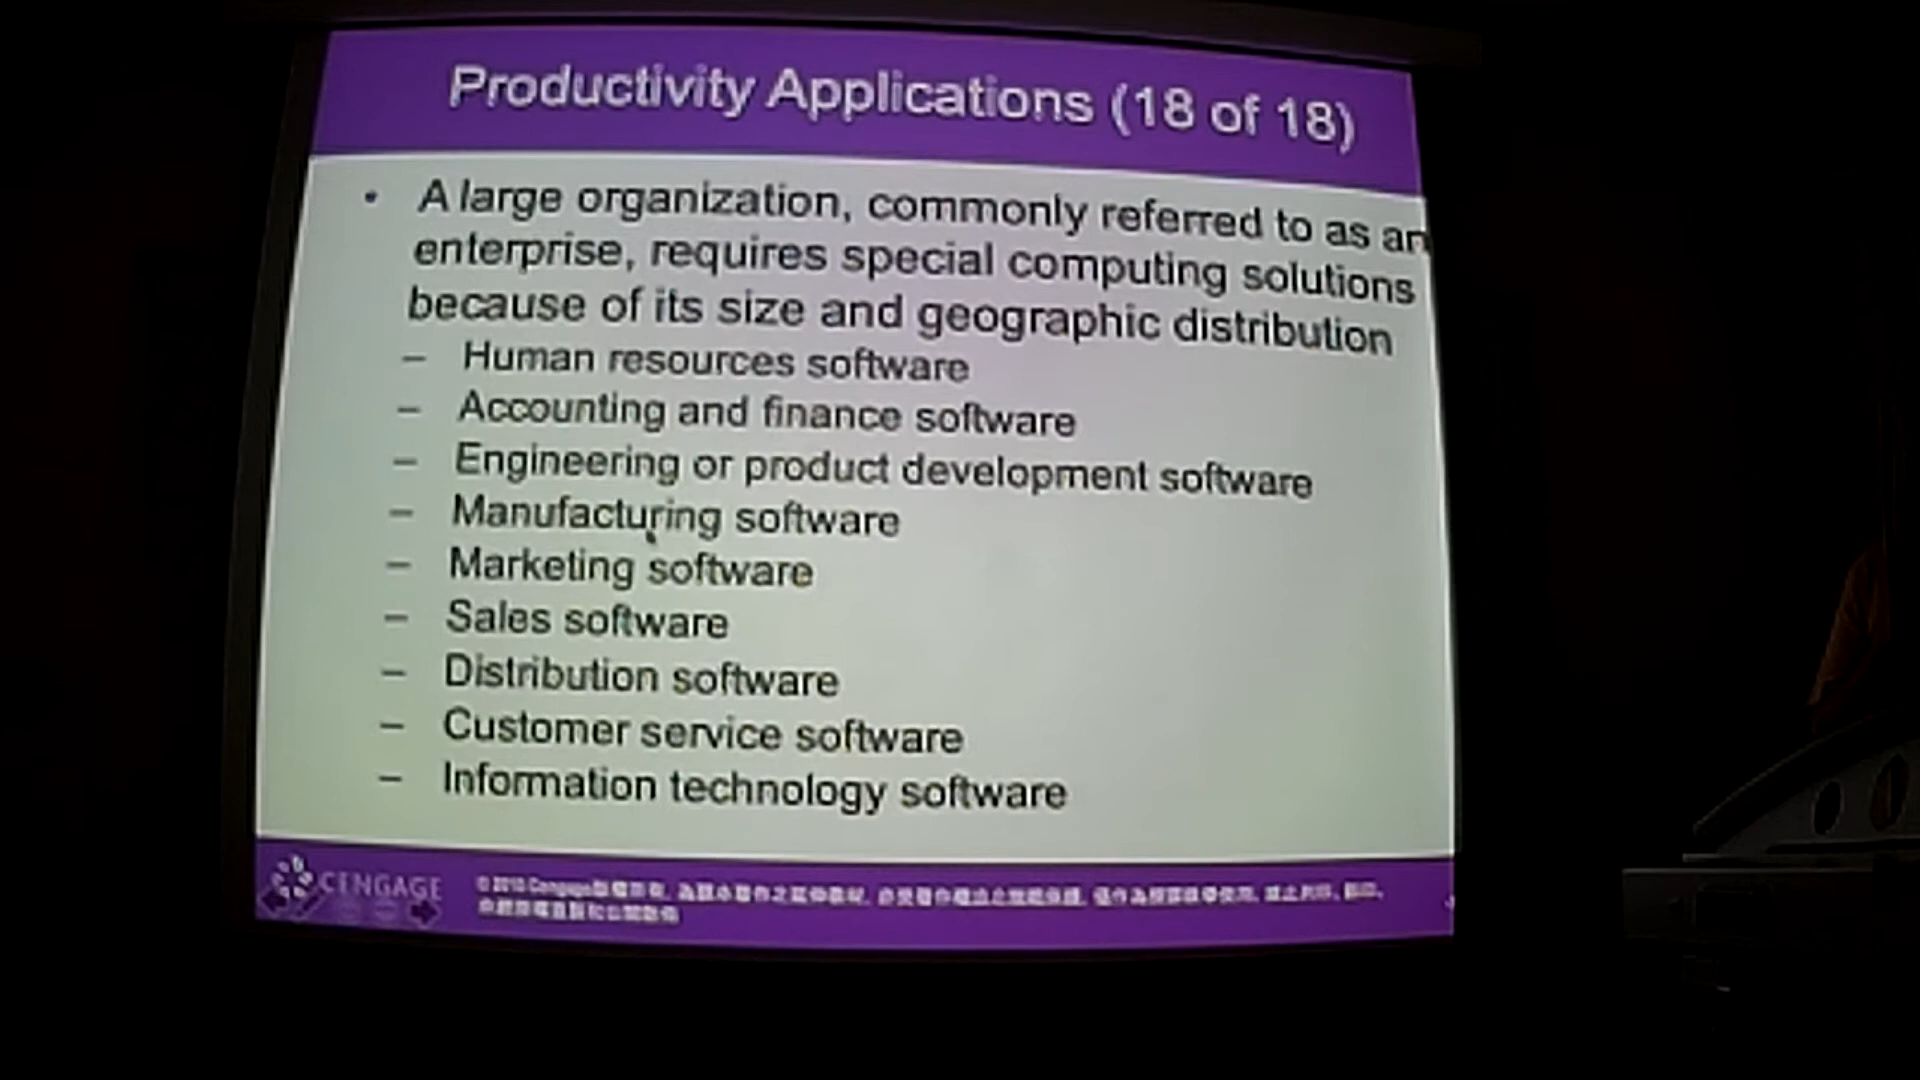 Productivity Applications (18 of 18)
• A large organization, commonly referred to as an
enterprise, requires special computing solutions
because of its size and geographic distribution
– Human resources software
– Accounting and finance software
– Engineering or product development software
– Manufacturing software
– Marketing software
– Sales software
– Distribution software
– Customer service software
– Information technology software
CENGAGE
Cengage